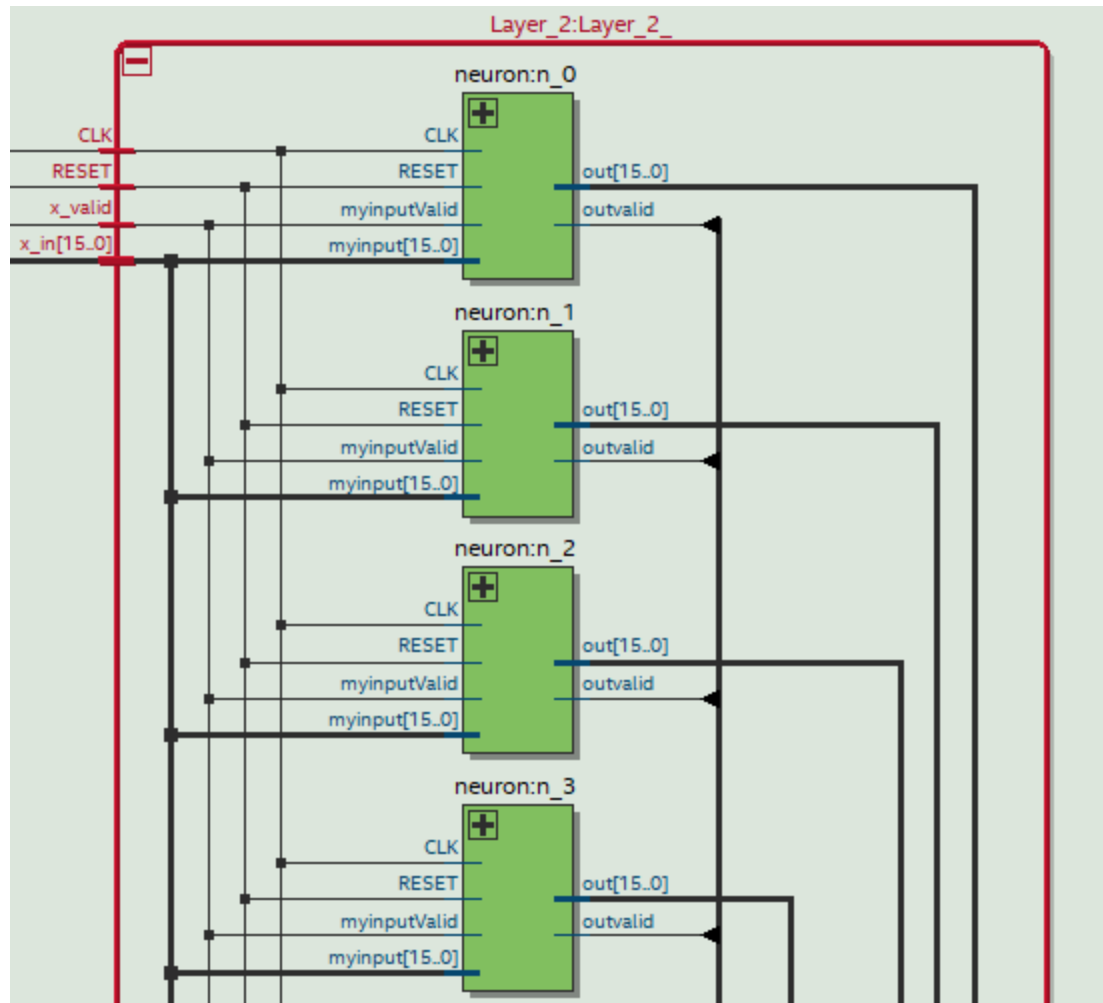 Layer_2:Layer_2_
neuron:n_0
CLK
RESET
x_valid
x_in[15..0]
CLK
RESET
myinputValid
myinput[15..0]
out[15..0]
outvalid
neuron:n_1
CLK
RESET
myinputValid
myinput[15..0]
out[15..0]
outvalid
neuron:n_2
CLK
RESET
myinputValid
myinput[15..0]
out[15..0]
outvalid
neuron:n_3
CLK
RESET
myinputValid
myinput[15..0]
out[15..0]
outvalid